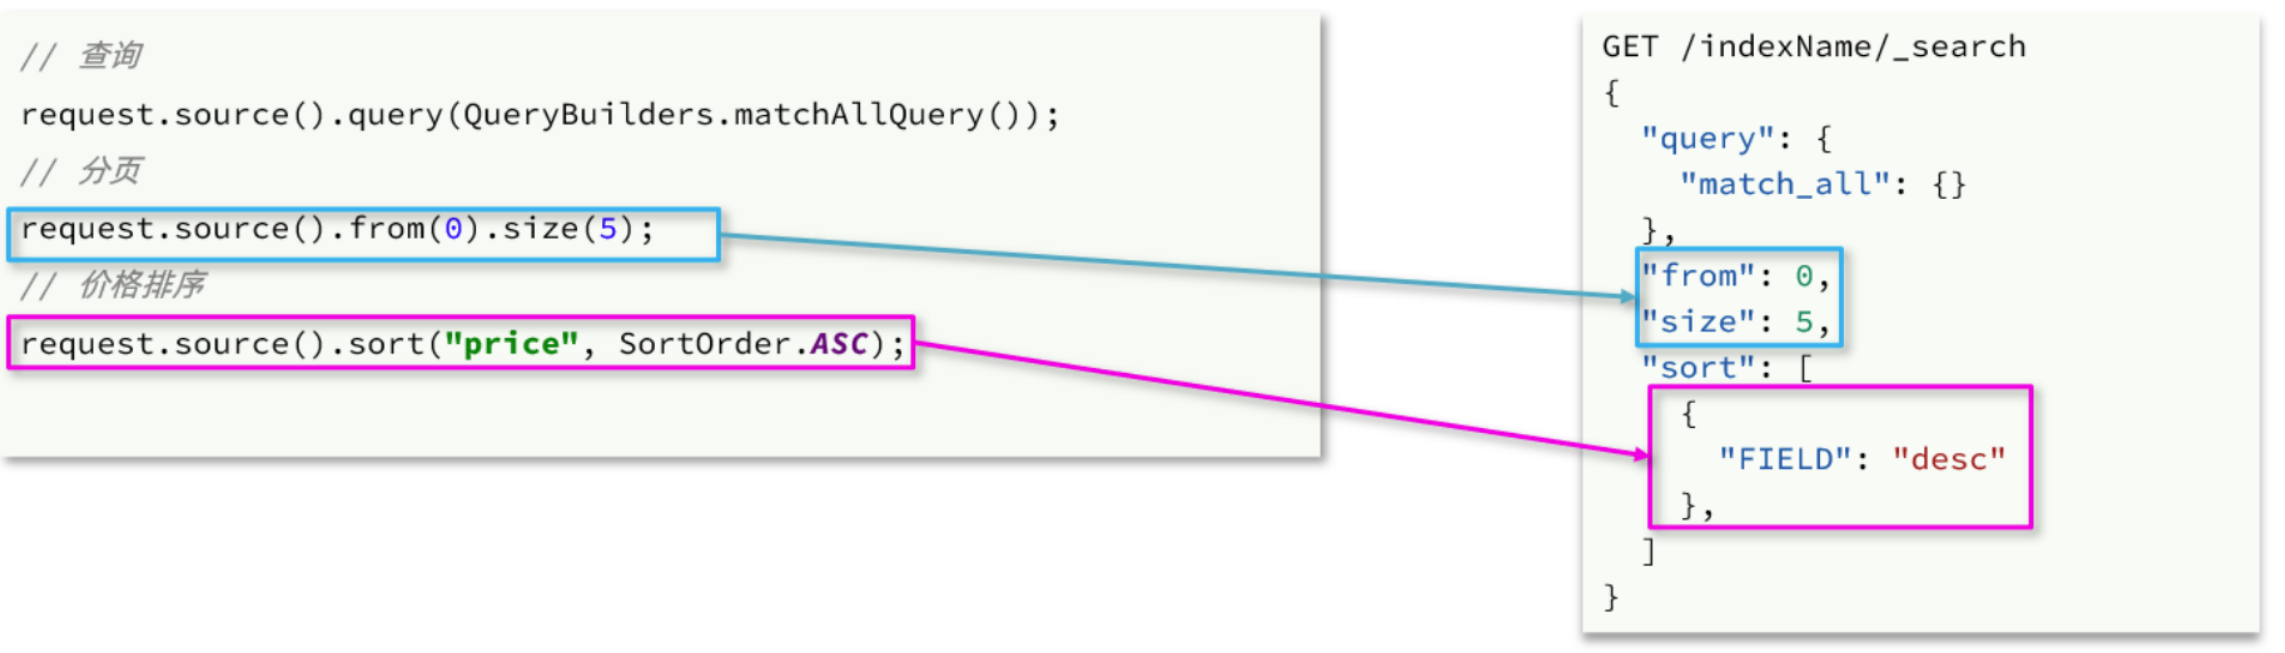 // 查询
request.source().query(QueryBuilders.matchAllQuery());
// 分页
request.source().from(0).size(5);
// 价格排序
request.source().sort("price", SortOrder.ASC);
GET /indexName/_search
{
  "query": {
    "match_all": {}
  },
  "from": 0,
  "size": 5,
  "sort": [
    {
      "FIELD": "desc"
    },
  ]
}